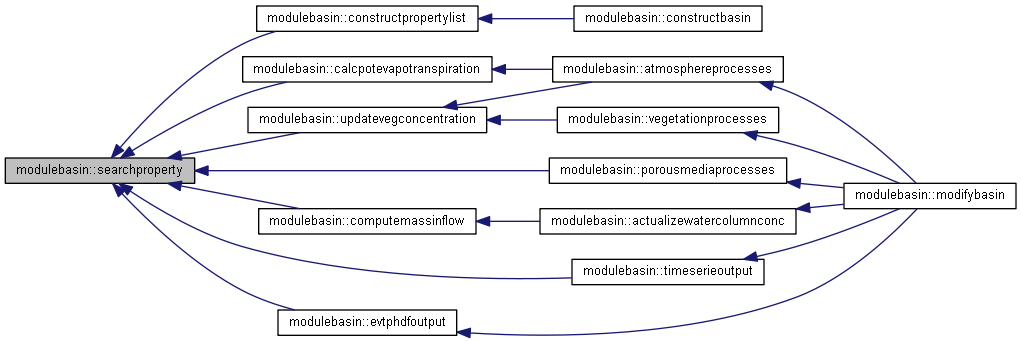 modulebasin::constructpropertylist
modulebasin::constructbasin
modulebasin::calcpotevapotranspiration
modulebasin::atmosphereprocesses
modulebasin::updatevegconcentration
modulebasin::vegetationprocesses
modulebasin::searchproperty
modulebasin::porousmediaprocesses
modulebasin::modifybasin
modulebasin::computemassinflow
modulebasin::actualizewatercolumnconc
modulebasin::timeserieoutput
modulebasin::evtphdfoutput